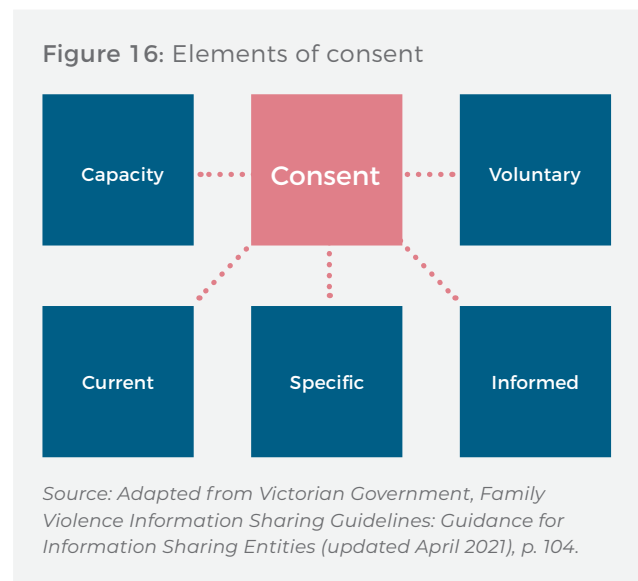 Figure 16: Elements of consent
Capacity
Consent
Voluntary
Current
Specific
Informed
Source: Adapted from Victorian Government, Family
Violence Information Sharing Guidelines: Guidance for
Information Sharing Entities (updated April 2021), p. 104.